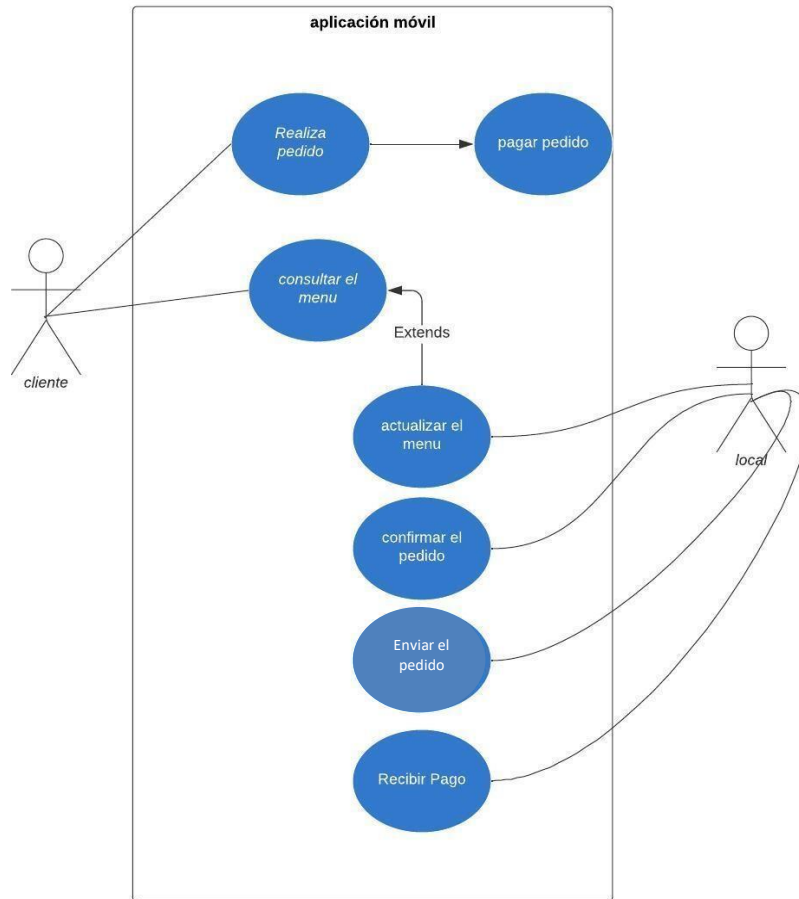 aplicación móvil
Realiza
pedido
pagar pedido
consultar el
menu
Extends
cliente
actualizar el
menu
local
confirmar el
pedido
Enviar el
pedido
Recibir Pago